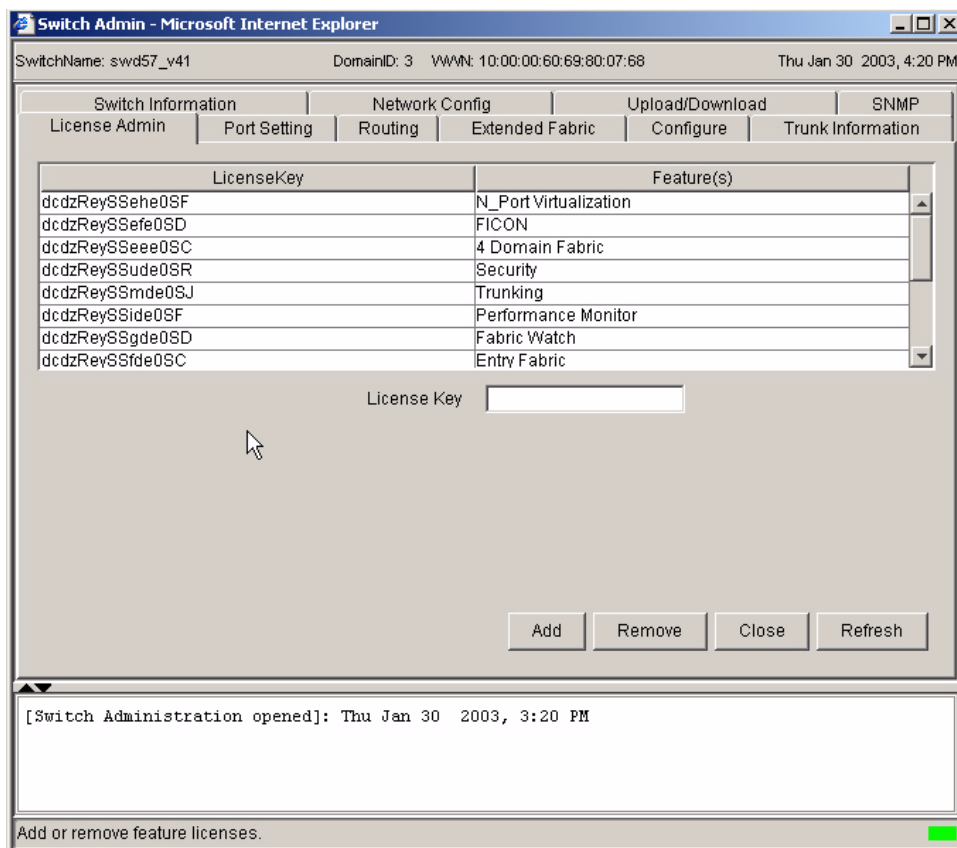 Switch Admin - Microsoft Internet Explorer
SwitchName: swd57_v41 DomainID: 3 WWN: 10:00:00:60:69:80:07:68 Thu Jan 30 2003, 4:20 PM
Switch Information Network Config Upload/Download SNMP
License Admin Port Setting Routing Extended Fabric Configure Trunk Information
LicenseKey Feature(s)
dcdzReySSehe0SF N_Port Virtualization
dcdzReySSefe0SD FICON
dcdzReySSeee0SC 4 Domain Fabric
dcdzReySSude0SR Security
dcdzReySSmde0SJ Trunking
dcdzReySSide0SF Performance Monitor
dcdzReySSgde0SD Fabric Watch
dcdzReySSfde0SC Entry Fabric
License Key
Add Remove Close Refresh
[Switch Administration opened]: Thu Jan 30 2003, 3:20 PM
Add or remove feature licenses.